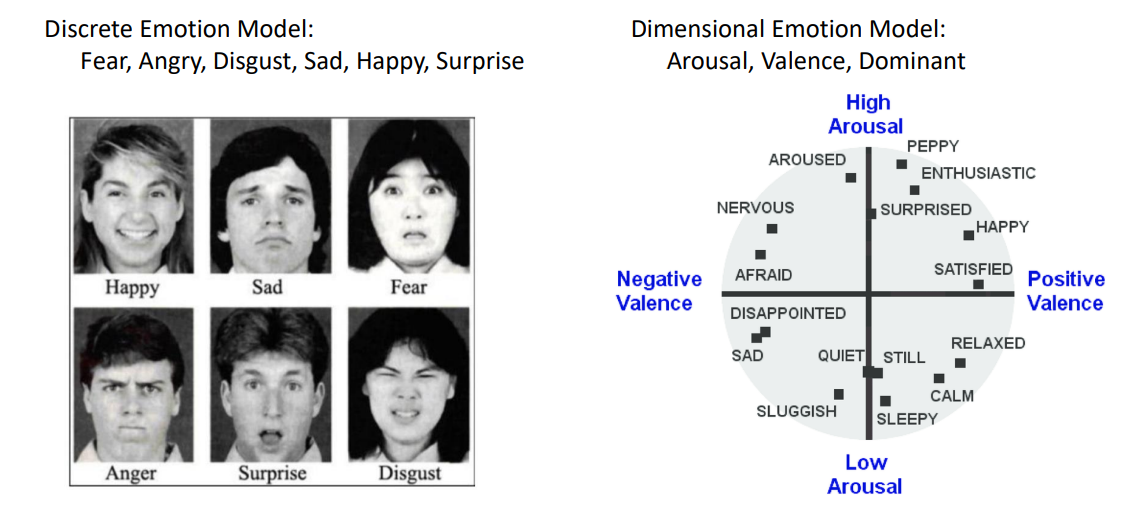 Discrete Emotion Model:
Fear, Angry, Disgust, Sad, Happy, Surprise
Happy
Sad
Fear
Anger
Surprise
Disgust
Dimensional Emotion Model:
Arousal, Valence, Dominant
High
Arousal
PEPPY
AROUSED
ENTHUSIASTIC
NERVOUS
SURPRISED
HAPPY
AFRAID
SATISFIED
Negative
Valence
Positive
Valence
DISAPPOINTED
SAD
QUIET
STILL
RELAXED
CALM
SLUGGISH
SLEEPY
Low
Arousal